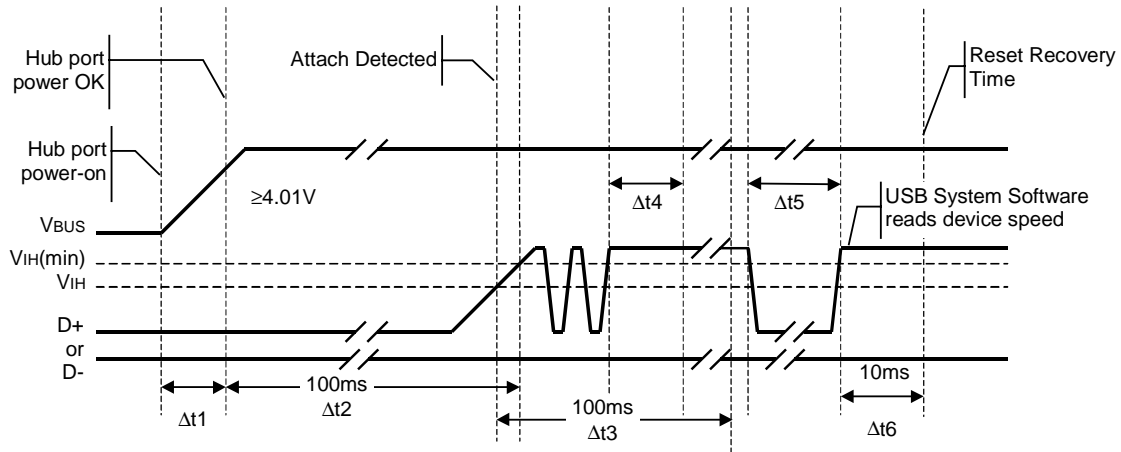 Hub port
power OK
Attach Detected
Reset Recovery
Time
Hub port
power-on
≥4.01V
Δt4
Δt5
USB System Software
reads device speed
VBUS
VIH(min)
VIH
D+
or
D-
100ms
10ms
Δt1
Δt2
100ms
Δt3
Δt6